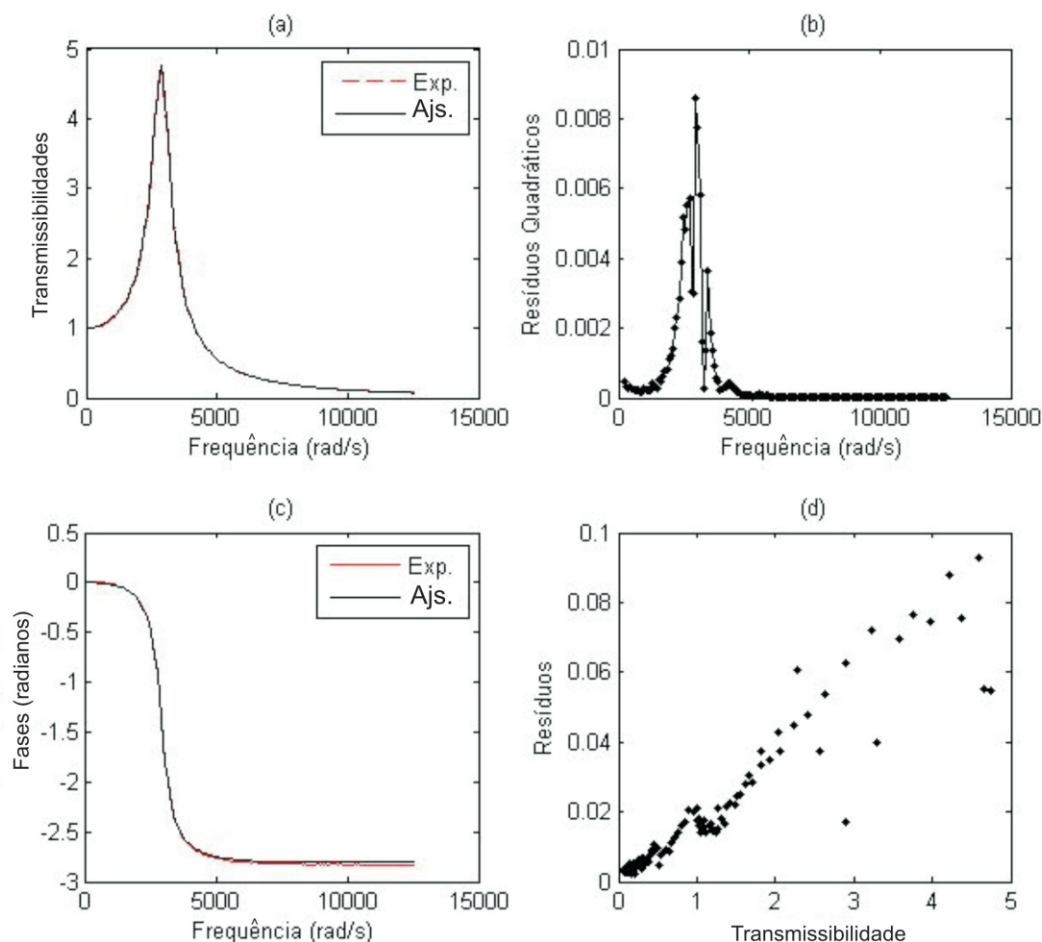 (a)
5
4
3
2
1
0
Transmissibilidades
Exp.
Ajs.
0 5000 10000 15000
Frequência (rad/s)
(b)
0.01
0.008
0.006
0.004
0.002
0
Resíduos Quadráticos
0 5000 10000 15000
Frequência (rad/s)
(c)
0.5
0
-0.5
-1
-1.5
-2
-2.5
-3
Fases (radianos)
Exp.
Ajs.
0 5000 10000 15000
Frequência (rad/s)
(d)
0.1
0.08
0.06
0.04
0.02
0
Resíduos
0 1 2 3 4 5
Transmissibilidade